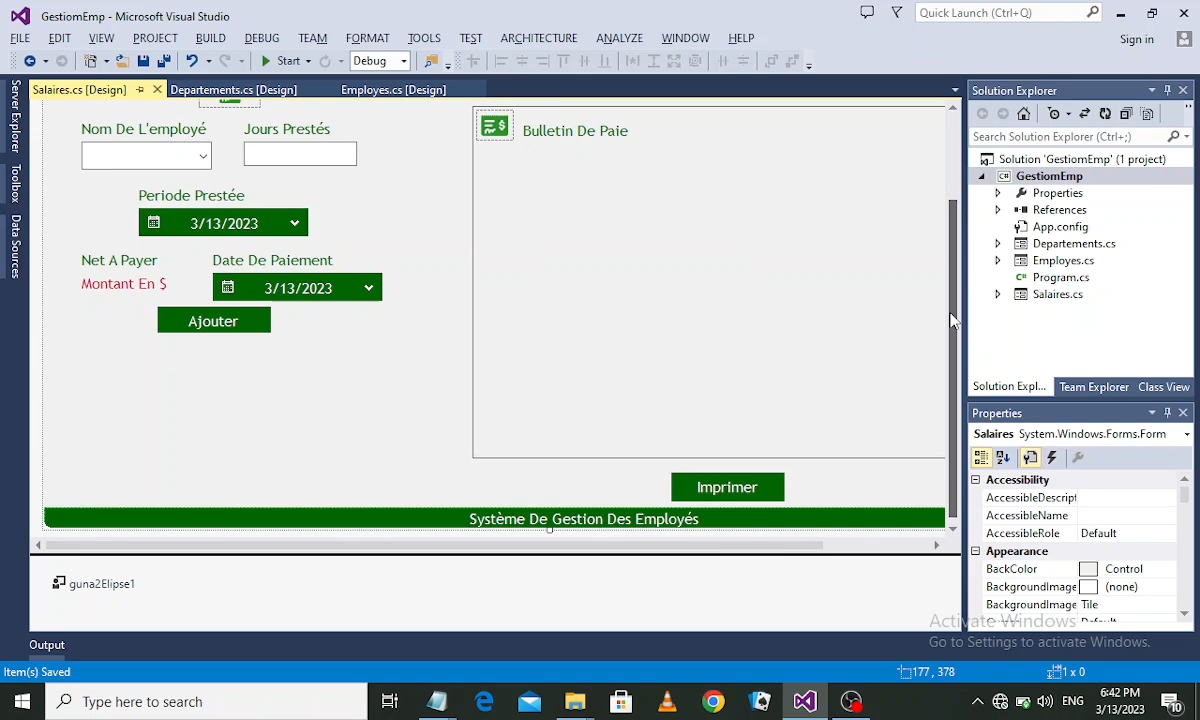 GestiomEmp - Microsoft Visual Studio
Quick Launch (Ctrl+Q)
FILE EDIT VIEW PROJECT BUILD DEBUG TEAM FORMAT TOOLS TEST ARCHITECTURE ANALYZE WINDOW HELP
Sign in
Start Debug
Salaires.cs [Design] Departements.cs [Design] Employes.cs [Design]
Server Explorer
Toolbox
Data Sources
Nom De L'employé Jours Prestés
Periode Prestée
3/13/2023
Net A Payer Date De Paiement
Montant En $ 3/13/2023
Ajouter
Bulletin De Paie
Imprimer
Système De Gestion Des Employés
guna2Elipse1
Solution Explorer
Search Solution Explorer (Ctrl+;)
Solution 'GestiomEmp' (1 project)
C# GestiomEmp
Properties
References
App.config
Departements.cs
Employes.cs
C# Program.cs
Salaires.cs
Solution Expl... Team Explorer Class View
Properties
Salaires System.Windows.Forms.Form
Accessibility
AccessibleDescript
AccessibleName
AccessibleRole Default
Appearance
BackColor Control
BackgroundImage (none)
BackgroundImage Tile
Activate Windows
Go to Settings to activate Windows.
Output
Item(s) Saved 177 , 378 1 x 0
Type here to search
ENG
6:42 PM
3/13/2023
10